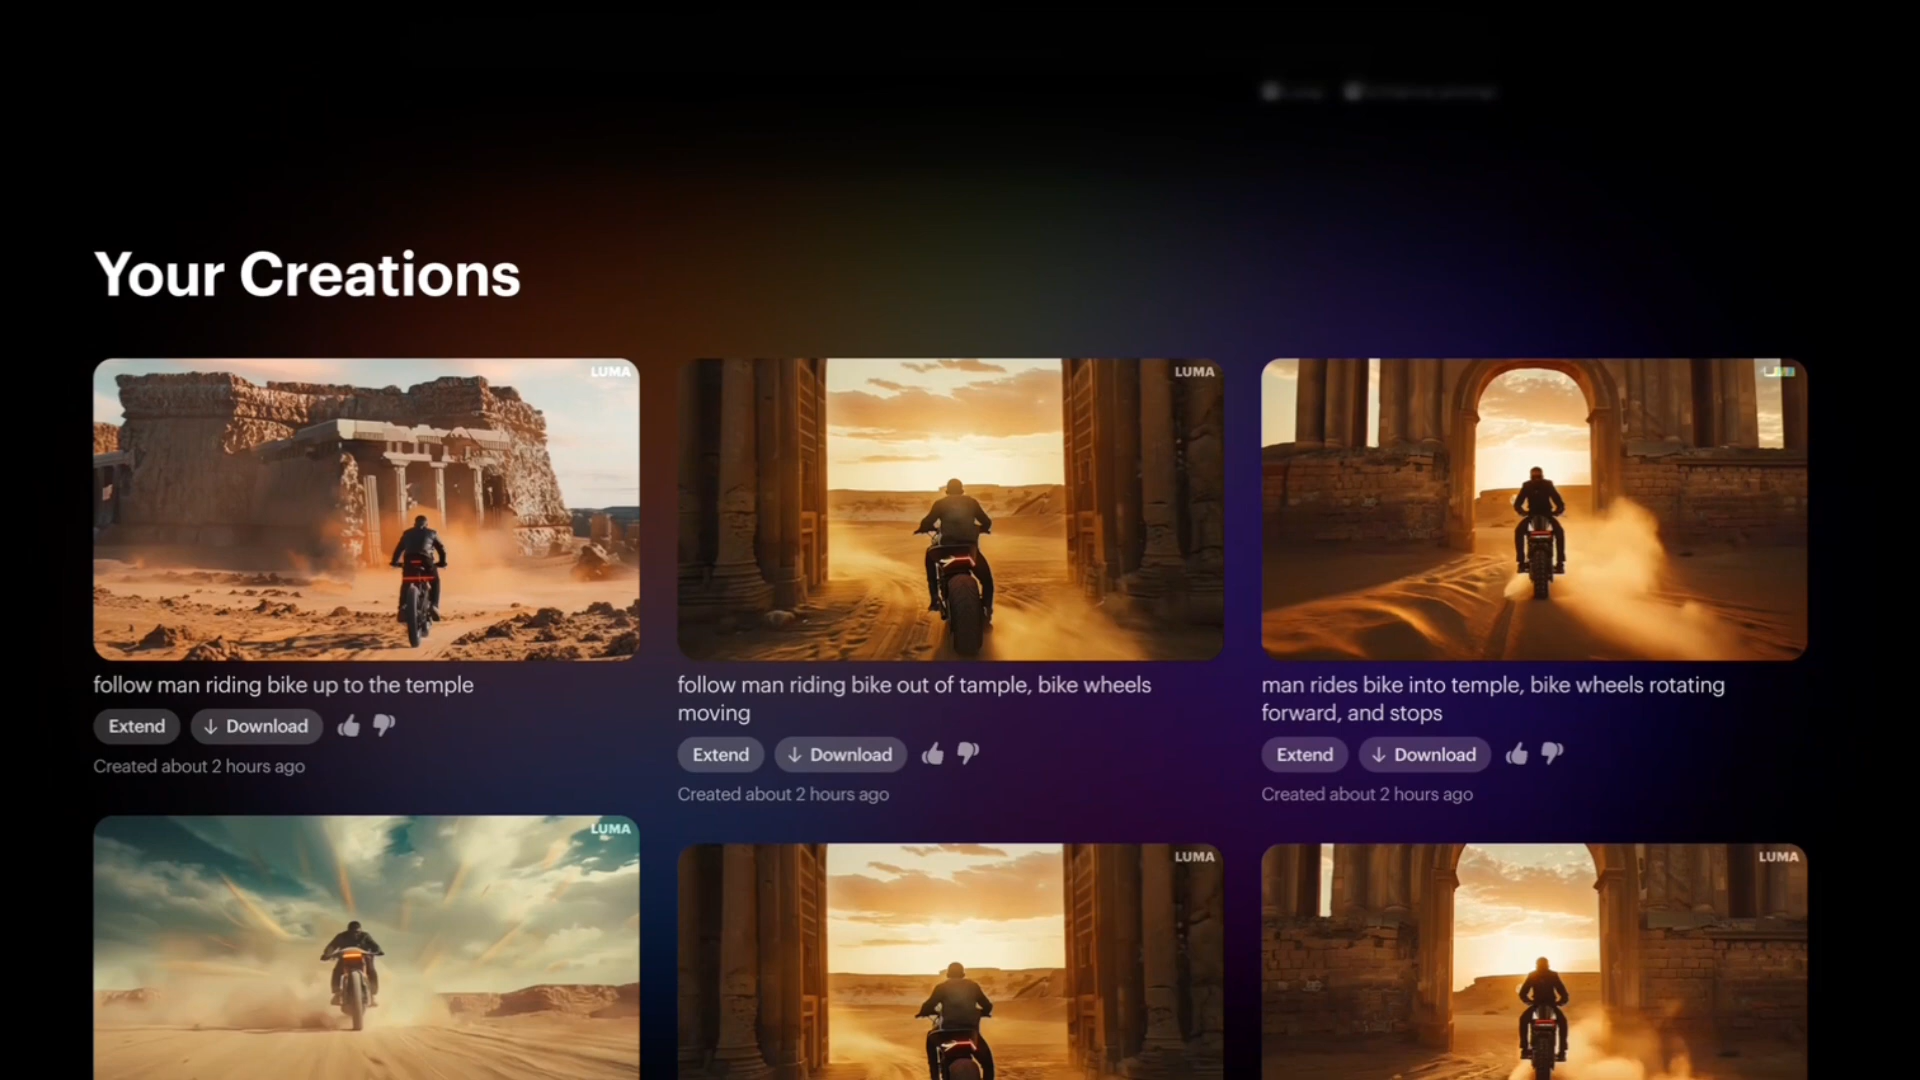 Your Creations
LUMA
LUMA
follow man riding bike up to the temple
Extend
Download
Created about 2 hours ago
follow man riding bike out of tample, bike wheels
moving
Extend
Download
Created about 2 hours ago
man rides bike into temple, bike wheels rotating
forward, and stops
Extend
Download
Created about 2 hours ago
LUMA
LUMA
LUMA